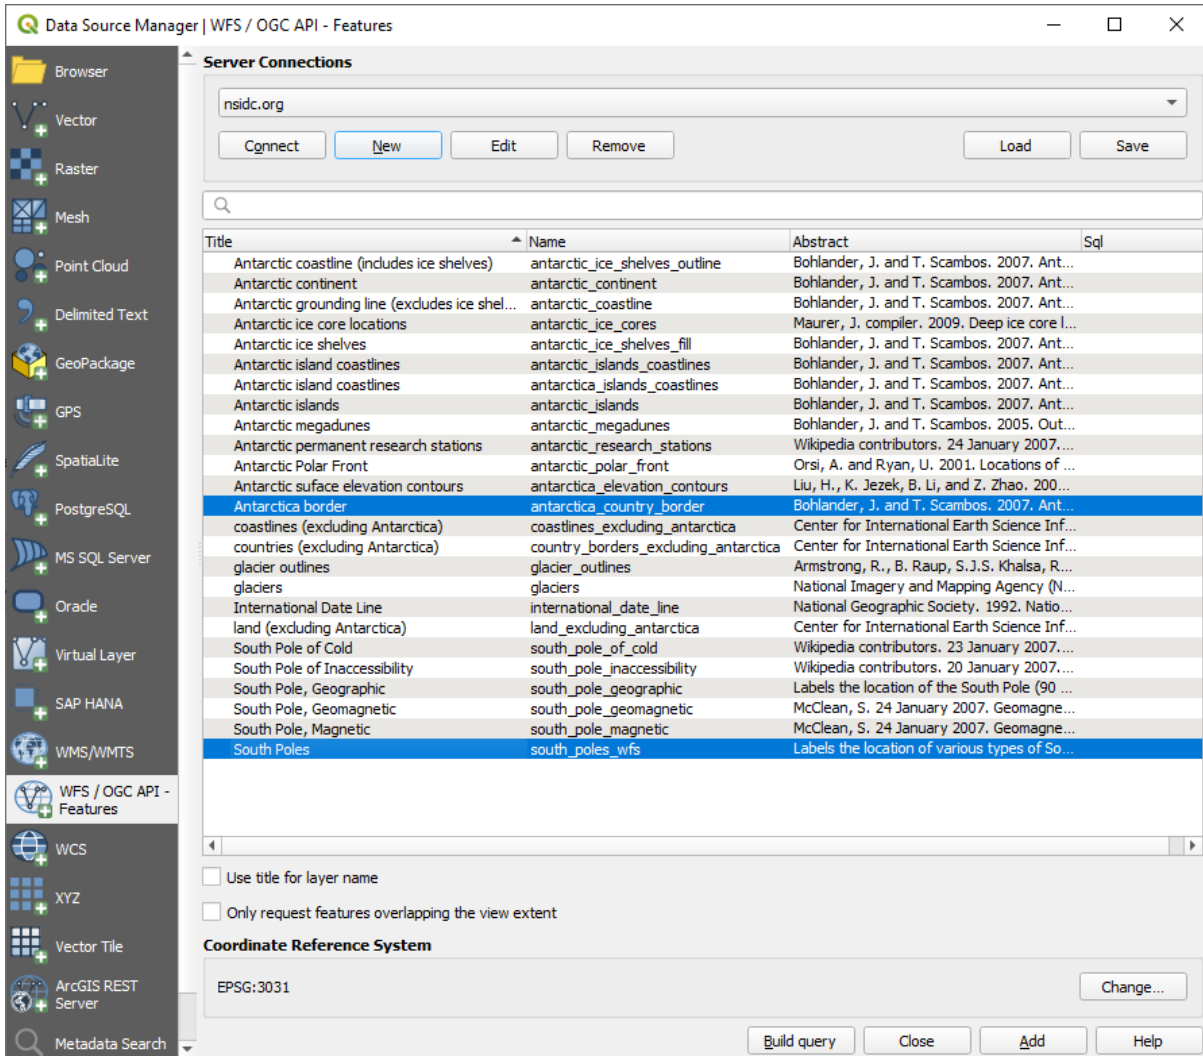 Data Source Manager | WFS / OGC API - Features
Browser
Vector
Raster
Mesh
Point Cloud
Delimited Text
GeoPackage
GPS
SpatiaLite
PostgreSQL
MS SQL Server
Oracle
Virtual Layer
SAP HANA
WMS/WMTS
WFS / OGC API -
Features
WCS
XYZ
Vector Tile
ArcGIS REST
Server
Metadata Search
Server Connections
nsidc.org
Connect New Edit Remove Load Save
Title Name Abstract Sql
Antarctic coastline (includes ice shelves) antarctic_ice_shelves_outline Bohlander, J. and T. Scambos. 2007. Ant...
Antarctic continent antarctic_continent Bohlander, J. and T. Scambos. 2007. Ant...
Antarctic grounding line (excludes ice shel... antarctic_coastline Bohlander, J. and T. Scambos. 2007. Ant...
Antarctic ice core locations antarctic_ice_cores Maurer, J. compiler. 2009. Deep ice core l...
Antarctic ice shelves antarctic_ice_shelves_fill Bohlander, J. and T. Scambos. 2007. Ant...
Antarctic island coastlines antarctic_islands_coastlines Bohlander, J. and T. Scambos. 2007. Ant...
Antarctic island coastlines antarctica_islands_coastlines Bohlander, J. and T. Scambos. 2007. Ant...
Antarctic islands antarctic_islands Bohlander, J. and T. Scambos. 2007. Ant...
Antarctic megadunes antarctic_megadunes Bohlander, J. and T. Scambos. 2005. Out...
Antarctic permanent research stations antarctic_research_stations Wikipedia contributors. 24 January 2007....
Antarctic Polar Front antarctic_polar_front Orsi, A. and Ryan, U. 2001. Locations of ...
Antarctic suface elevation contours antarctica_elevation_contours Liu, H., K. Jezek, B. Li, and Z. Zhao. 200...
Antarctica border antarctica_country_border Bohlander, J. and T. Scambos. 2007. Ant...
coastlines (excluding Antarctica) coastlines_excluding_antarctica Center for International Earth Science Inf...
countries (excluding Antarctica) country_borders_excluding_antarctica Center for International Earth Science Inf...
glacier outlines glacier_outlines Armstrong, R., B. Raup, S.J.S. Khalsa, R...
glaciers glaciers National Imagery and Mapping Agency (N...
International Date Line international_date_line National Geographic Society. 1992. Natio...
land (excluding Antarctica) land_excluding_antarctica Center for International Earth Science Inf...
South Pole of Cold south_pole_of_cold Wikipedia contributors. 23 January 2007....
South Pole of Inaccessibility south_pole_inaccessibility Wikipedia contributors. 20 January 2007....
South Pole, Geographic south_pole_geographic Labels the location of the South Pole (90 ...
South Pole, Geomagnetic south_pole_geomagnetic McClean, S. 24 January 2007. Geomagne...
South Pole, Magnetic south_pole_magnetic McClean, S. 24 January 2007. Geomagne...
South Poles south_poles_wfs Labels the location of various types of So...
Use title for layer name
Only request features overlapping the view extent
Coordinate Reference System
EPSG:3031 Change...
Build query Close Add Help